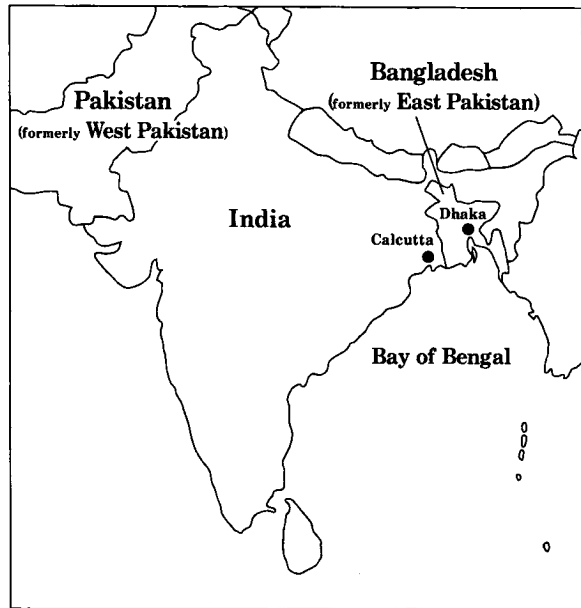 Bangladesh
(formerly East Pakistan)
Pakistan
(formerly West Pakistan)
India
Dhaka
Calcutta
Bay of Bengal